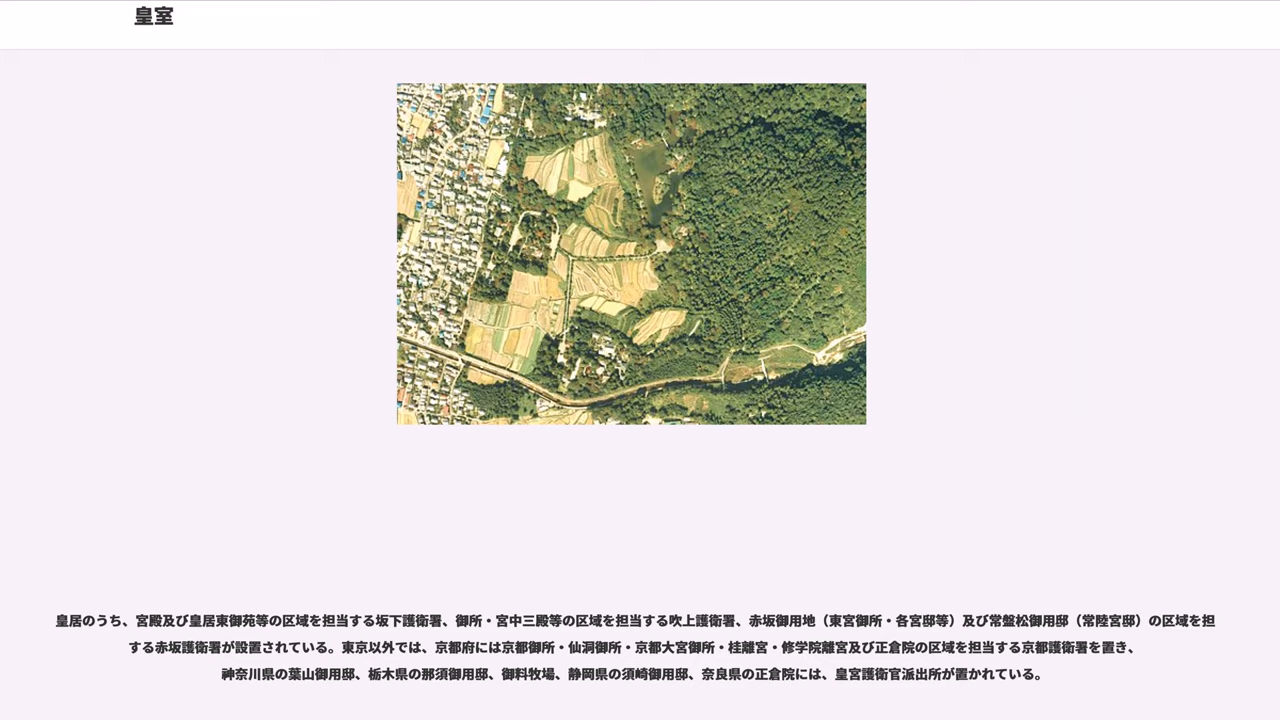 皇室
皇居のうち、宮殿及び皇居東御苑等の区域を担当する坂下護衛署、御所・宮中三殿等の区域を担当する吹上護衛署、赤坂御用地（東宮御所・各宮邸等）及び常盤松御用邸（常陸宮邸）の区域を担
する赤坂護衛署が設置されている。東京以外では、京都府には京都御所・仙洞御所・京都大宮御所・桂離宮・修学院離宮及び正倉院の区域を担当する京都護衛署を置き、
神奈川県の葉山御用邸、栃木県の那須御用邸、御料牧場、静岡県の須崎御用邸、奈良県の正倉院には、皇宮護衛官派出所が置かれている。